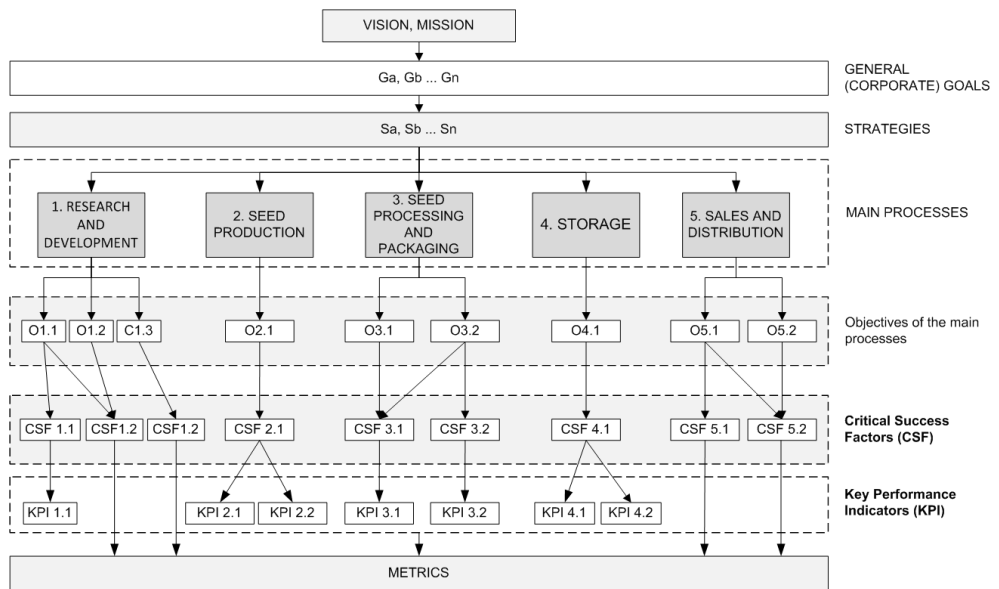 VISION, MISSION
Ga, Gb ... Gn
GENERAL
(CORPORATE) GOALS
Sa, Sb ... Sn
STRATEGIES
1. RESEARCH
AND
DEVELOPMENT
2. SEED
PRODUCTION
3. SEED
PROCESSING
AND
PACKAGING
4. STORAGE
5. SALES AND
DISTRIBUTION
MAIN PROCESSES
O1.1
O1.2
C1.3
O2.1
O3.1
O3.2
O4.1
O5.1
O5.2
Objectives of the main
processes
CSF 1.1
CSF1.2
CSF1.2
CSF 2.1
CSF 3.1
CSF 3.2
CSF 4.1
CSF 5.1
CSF 5.2
Critical Success
Factors (CSF)
KPI 1.1
KPI 2.1
KPI 2.2
KPI 3.1
KPI 3.2
KPI 4.1
KPI 4.2
Key Performance
Indicators (KPI)
METRICS